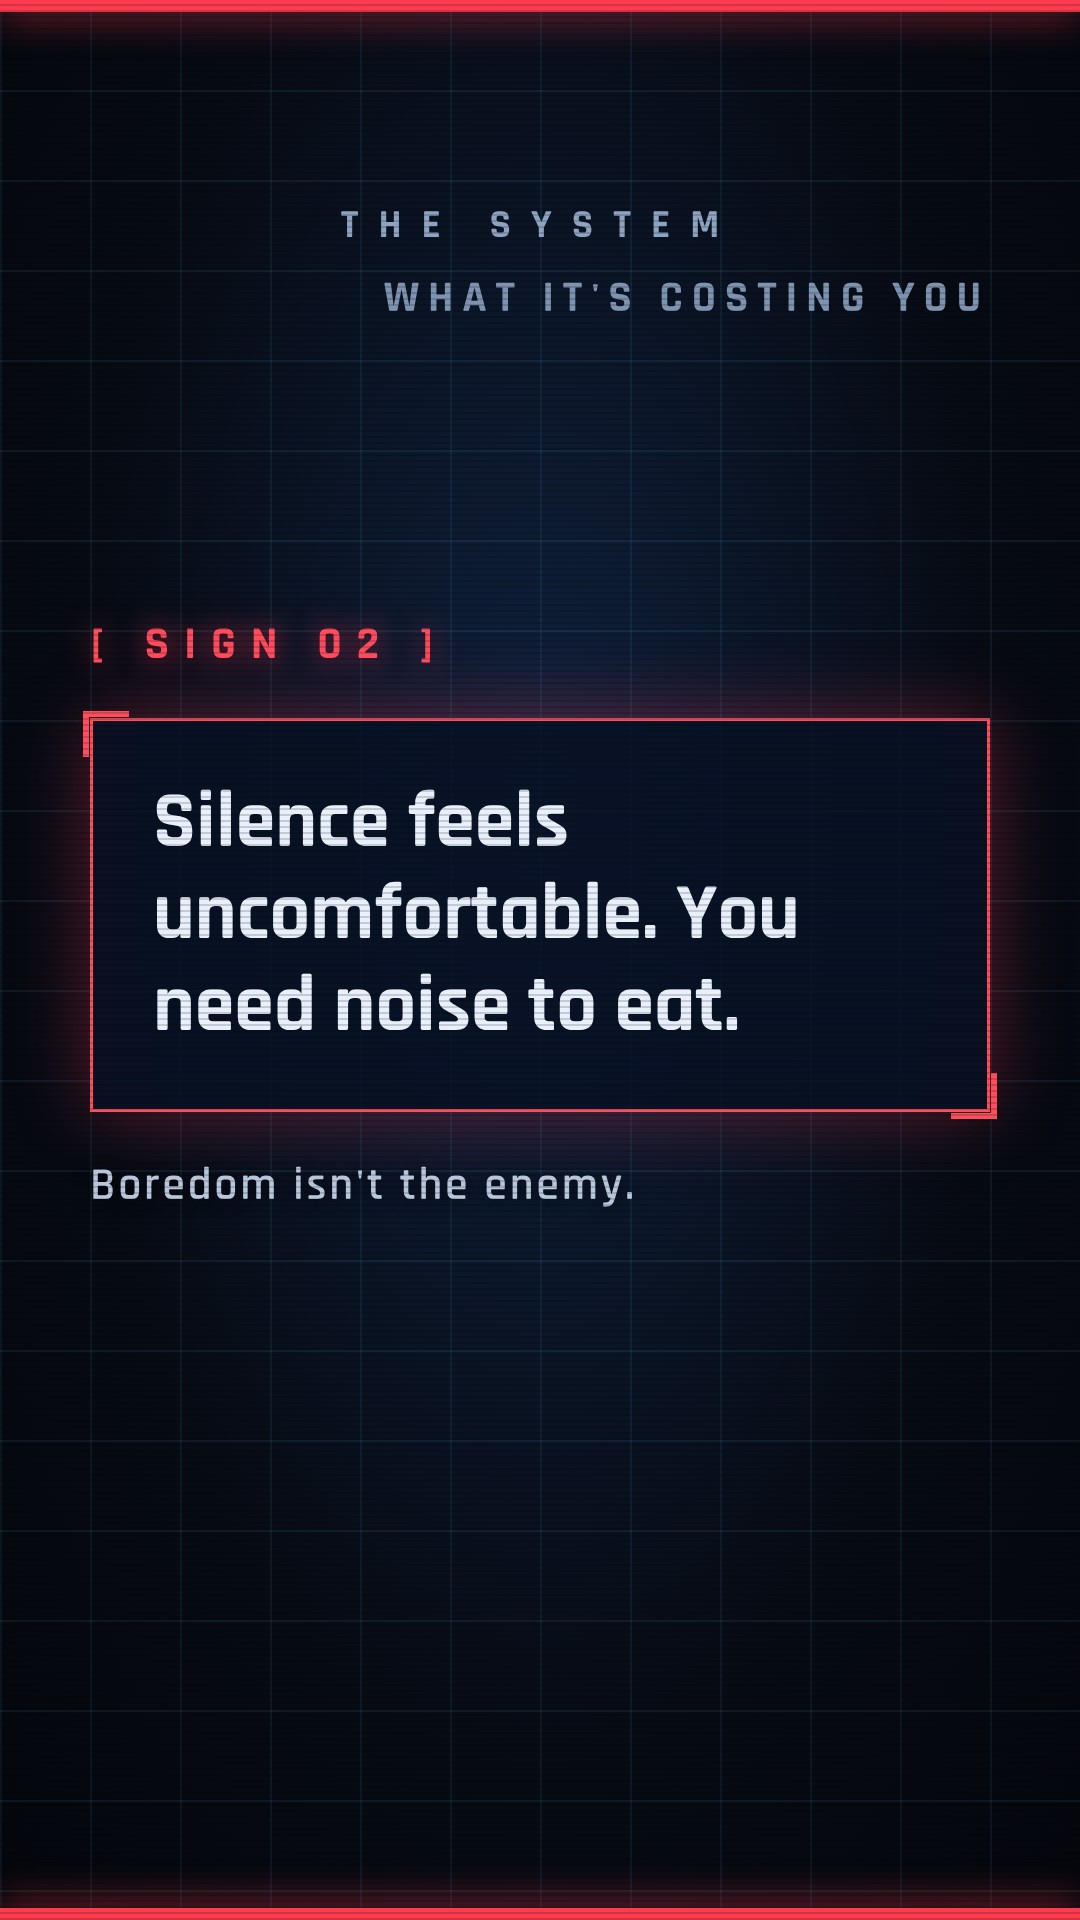 THE SYSTEM
WHAT IT'S COSTING YOU
[ SIGN 02 ]
Silence feels
uncomfortable. You
need noise to eat.
Boredom isn't the enemy.